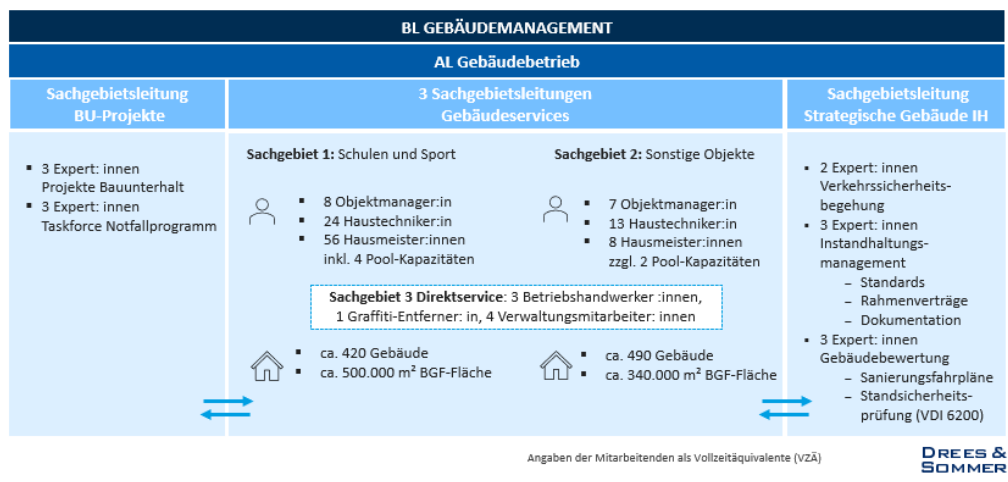 BL GEBÄUDEMANAGEMENT
AL Gebäudebetrieb
Sachgebietsleitung
BU-Projekte
3 Sachgebietsleitungen
Gebäudeservices
Sachgebietsleitung
Strategische Gebäude IH
▪ 3 Expert: innen
Projekte Bauunterhalt
▪ 3 Expert: innen
Taskforce Notfallprogramm
Sachgebiet 1: Schulen und Sport
▪ 8 Objektmanager:in
▪ 24 Haustechniker:in
▪ 56 Hausmeister:innen
inkl. 4 Pool-Kapazitäten
Sachgebiet 2: Sonstige Objekte
▪ 7 Objektmanager:in
▪ 13 Haustechniker:in
▪ 8 Hausmeister:innen
zzgl. 2 Pool-Kapazitäten
Sachgebiet 3 Direktservice: 3 Betriebshandwerker :innen,
1 Graffiti-Entferner: in, 4 Verwaltungsmitarbeiter: innen
▪ ca. 420 Gebäude
▪ ca. 500.000 m² BGF-Fläche
▪ ca. 490 Gebäude
▪ ca. 340.000 m² BGF-Fläche
▪ 2 Expert: innen
Verkehrssicherheits-
begehung
▪ 3 Expert: innen
Instandhaltungs-
management
– Standards
– Rahmenverträge
– Dokumentation
▪ 3 Expert: innen
Gebäudebewertung
– Sanierungsfahrpläne
– Standsicherheits-
prüfung (VDI 6200)
Angaben der Mitarbeitenden als Vollzeitäquivalente (VZÄ)
DREES &
SOMMER